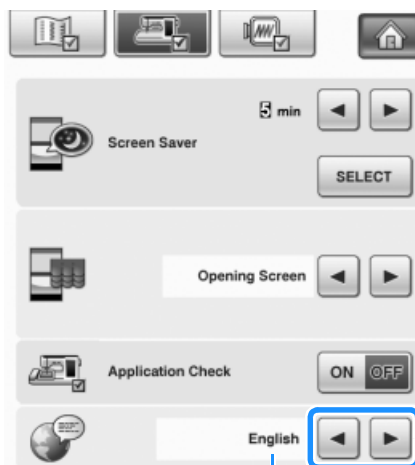 5 min
Screen Saver
SELECT
Opening Screen
Application Check
ON OFF
English